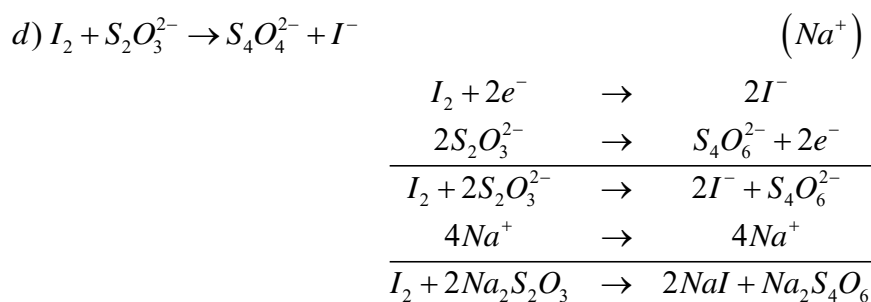 d) I₂ + S₂O₃²⁻ → S₄O₄²⁻ + I⁻ (Na⁺)
I₂ + 2e⁻ → 2I⁻
2S₂O₃²⁻ → S₄O₆²⁻ + 2e⁻
I₂ + 2S₂O₃²⁻ → 2I⁻ + S₄O₆²⁻
4Na⁺ → 4Na⁺
I₂ + 2Na₂S₂O₃ → 2NaI + Na₂S₄O₆